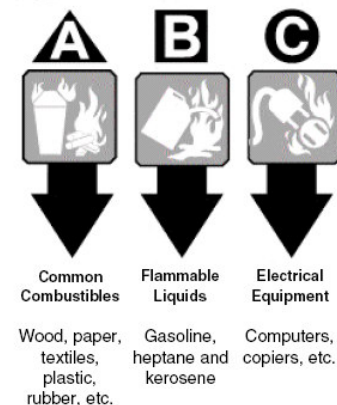 A B C
Common Combustibles
Flammable Liquids
Electrical Equipment
Wood, paper, textiles, plastic, rubber, etc.
Gasoline, heptane and kerosene
Computers, copiers, etc.